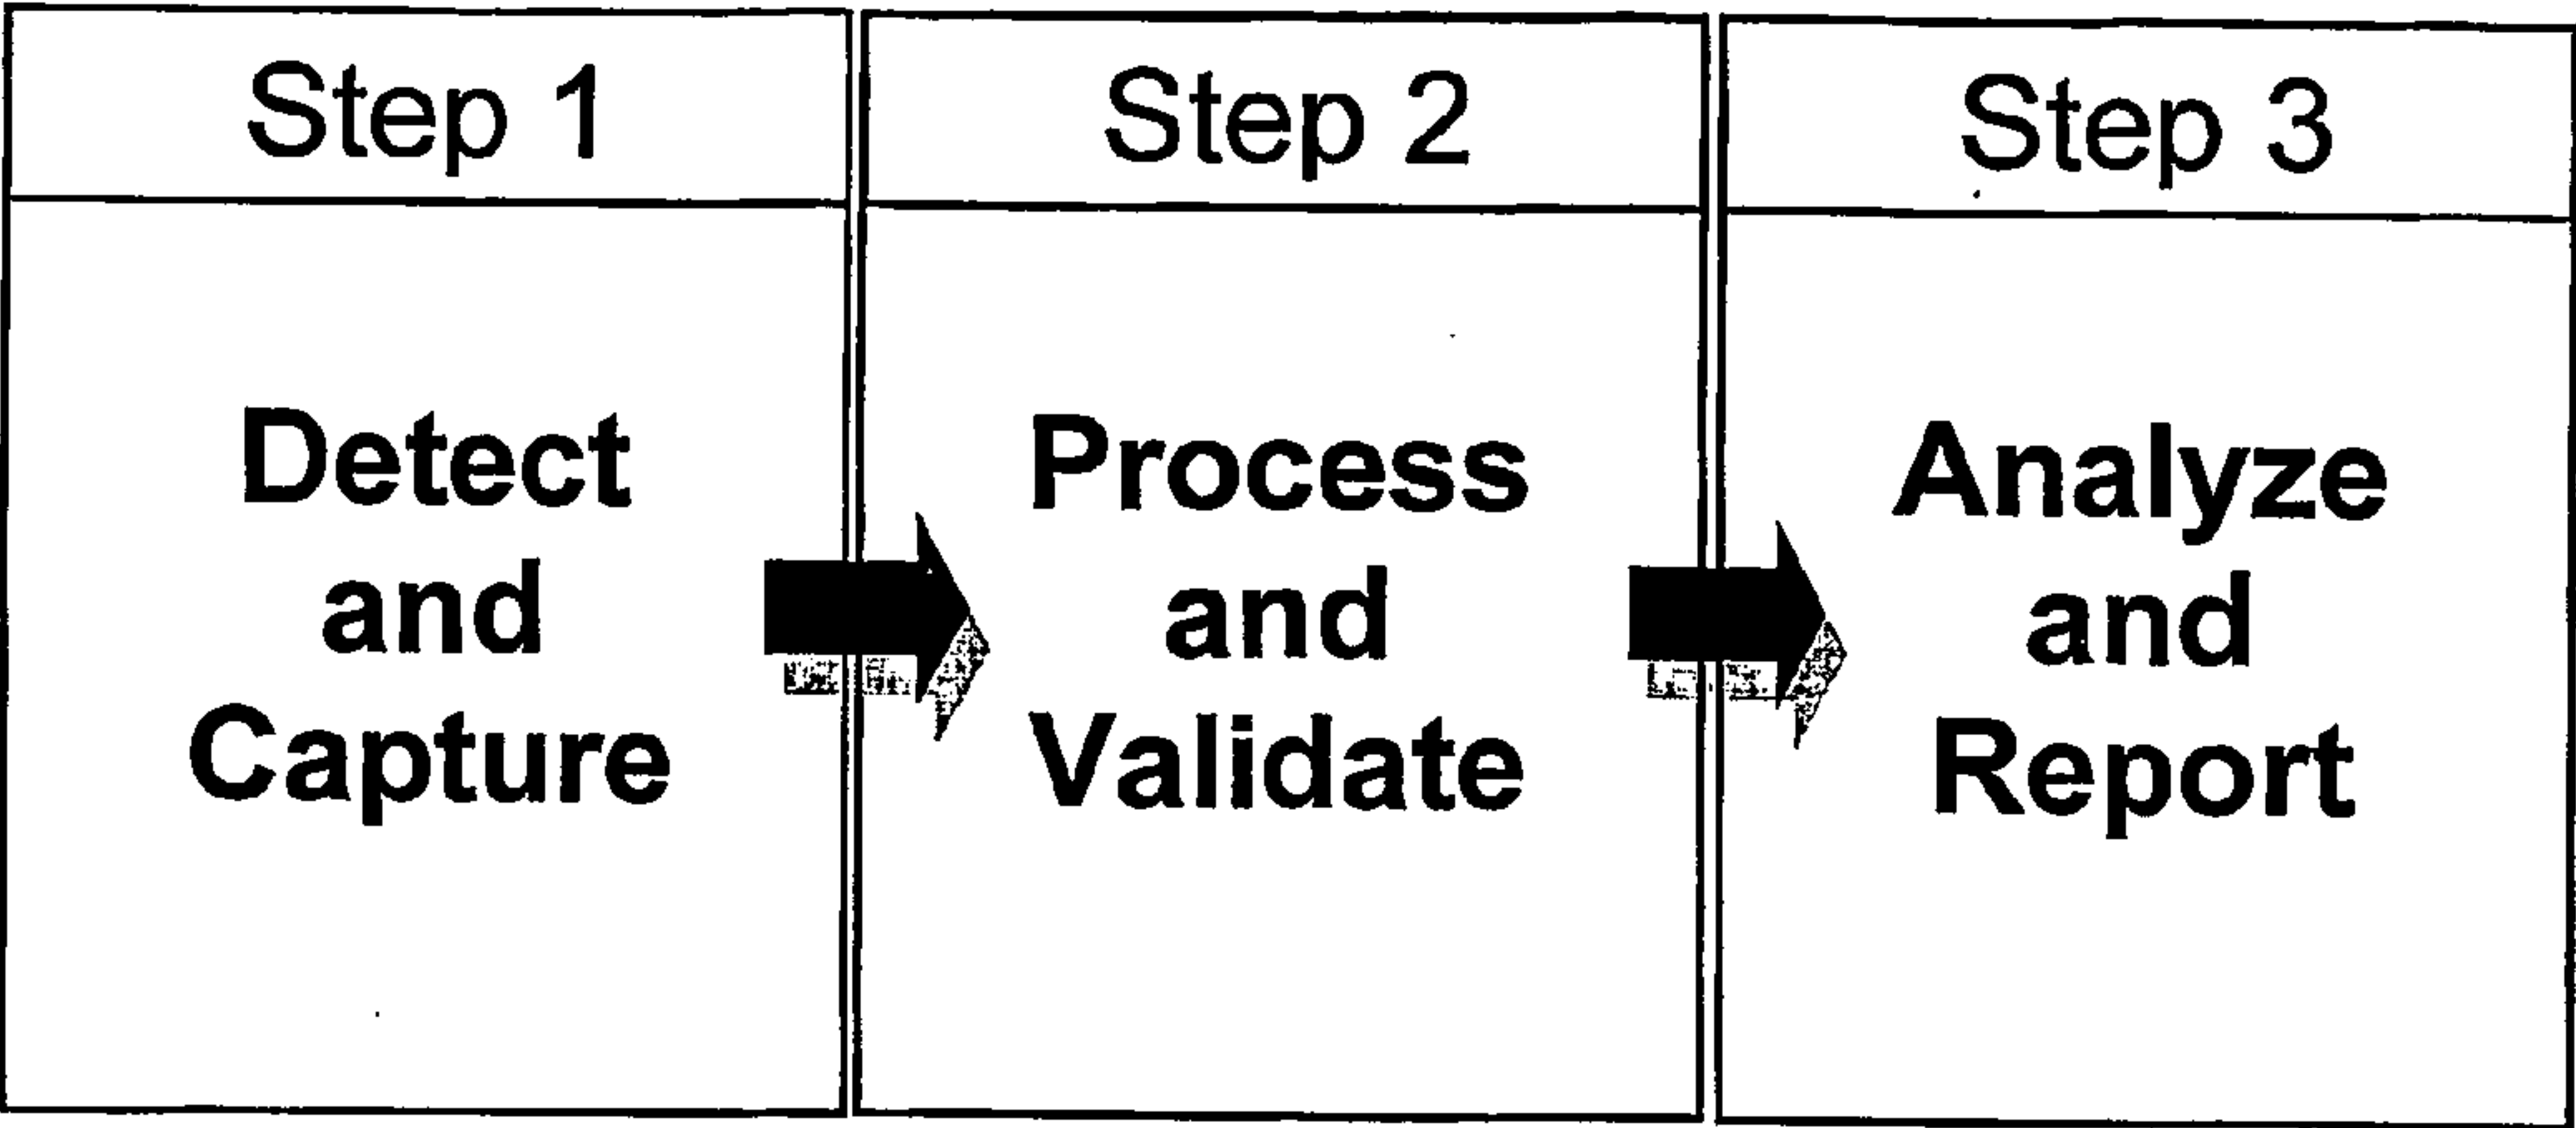 Step 1
Detect
and
Capture
Step 2
Process
and
Validate
Step 3
Analyze
and
Report